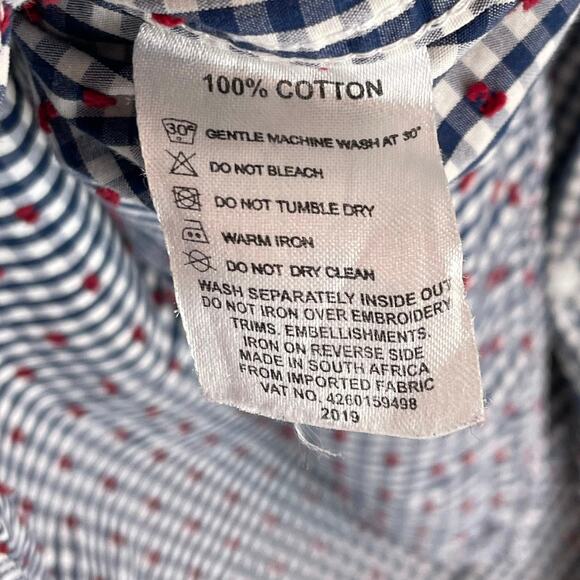 100% COTTON
30° GENTLE MACHINE WASH AT 30°
DO NOT BLEACH
DO NOT TUMBLE DRY
WARM IRON
DO NOT DRY CLEAN
WASH SEPARATELY INSIDE OUT
DO NOT IRON OVER EMBROIDERY
TRIMS, EMBELLISHMENTS,
IRON ON REVERSE SIDE
MADE IN SOUTH AFRICA
FROM IMPORTED FABRIC
VAT NO. 4260159498
2019